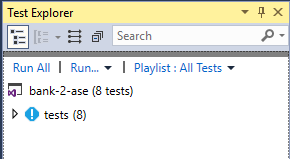 Test Explorer
Search
Run All | Run... | Playlist : All Tests
bank-2-ase (8 tests)
tests (8)